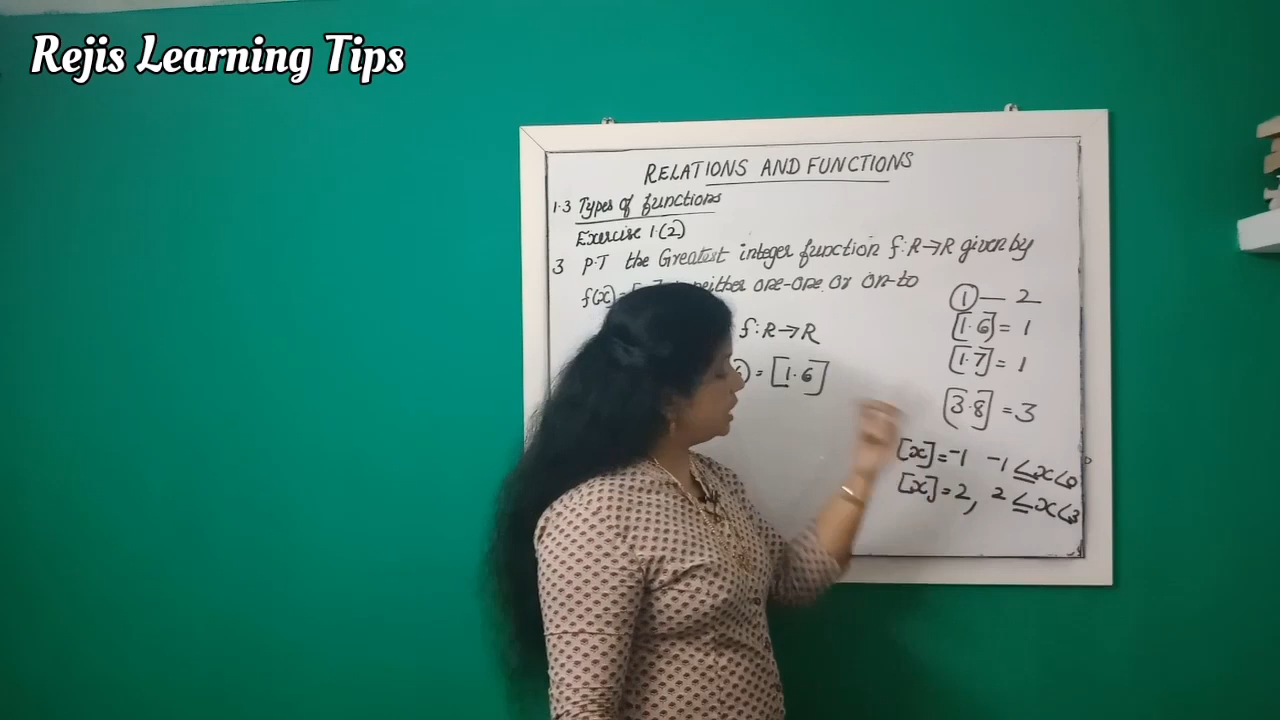 Rejis Learning Tips
RELATIONS AND FUNCTIONS
1.3 Types of functions
Exercise 1.(2)
3 P.T the Greatest integer function f:R→R given by
f(x)= neither one-one or on-to
f:R→R
= [1.6]
① — 2
[1.6] = 1
[1.7] = 1
[3.8] = 3
[x]=-1 -1≤x<0
[x]=2, 2≤x<3